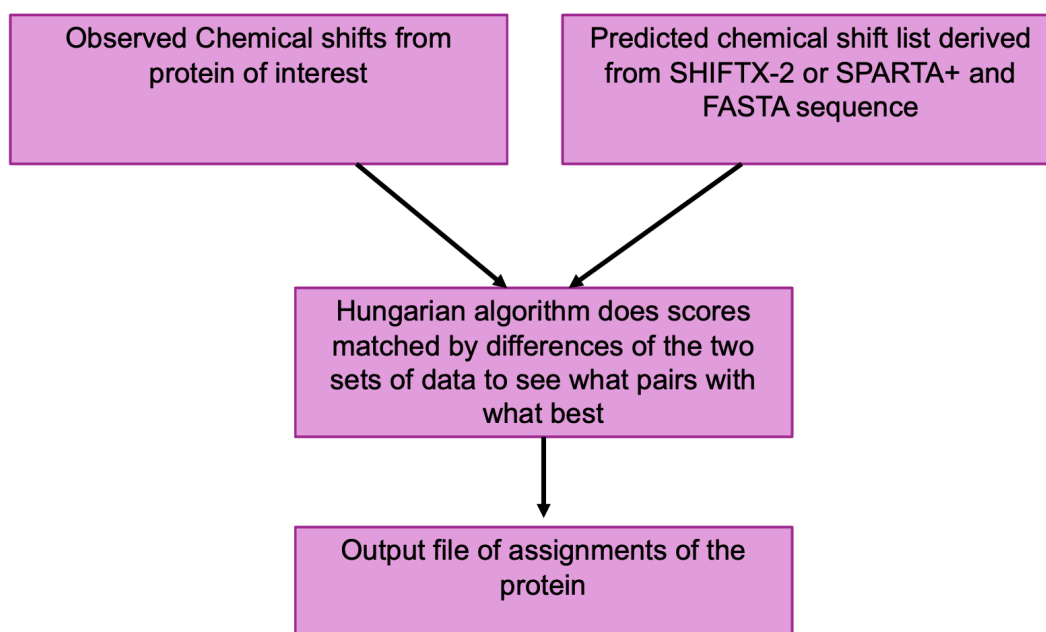 Observed Chemical shifts from
protein of interest
Predicted chemical shift list derived
from SHIFTX-2 or SPARTA+ and
FASTA sequence
Hungarian algorithm does scores
matched by differences of the two
sets of data to see what pairs with
what best
Output file of assignments of the
protein